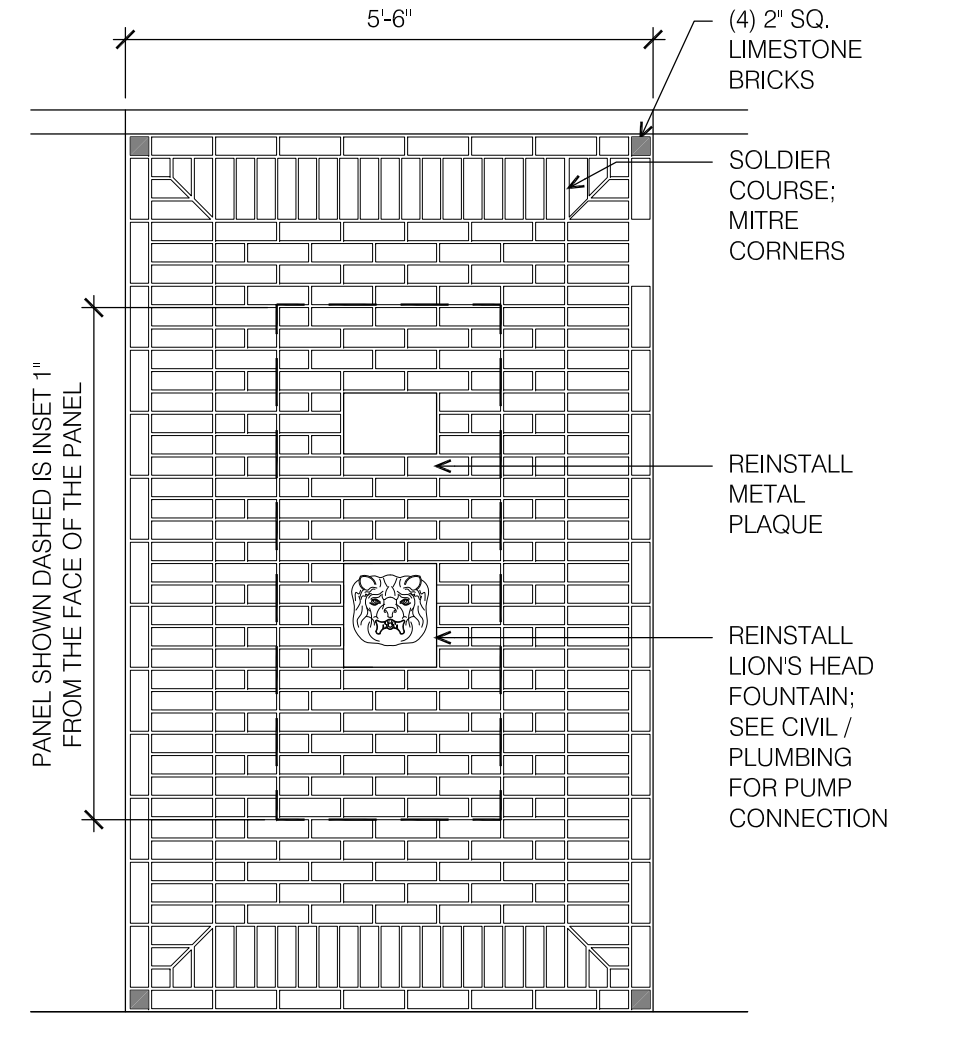 5'-6"
(4) 2" SQ.
LIMESTONE
BRICKS
SOLDIER
COURSE;
MITRE
CORNERS
PANEL SHOWN DASHED IS INSET 1"
FROM THE FACE OF THE PANEL
REINSTALL
METAL
PLAQUE
REINSTALL
LION'S HEAD
FOUNTAIN;
SEE CIVIL /
PLUMBING
FOR PUMP
CONNECTION